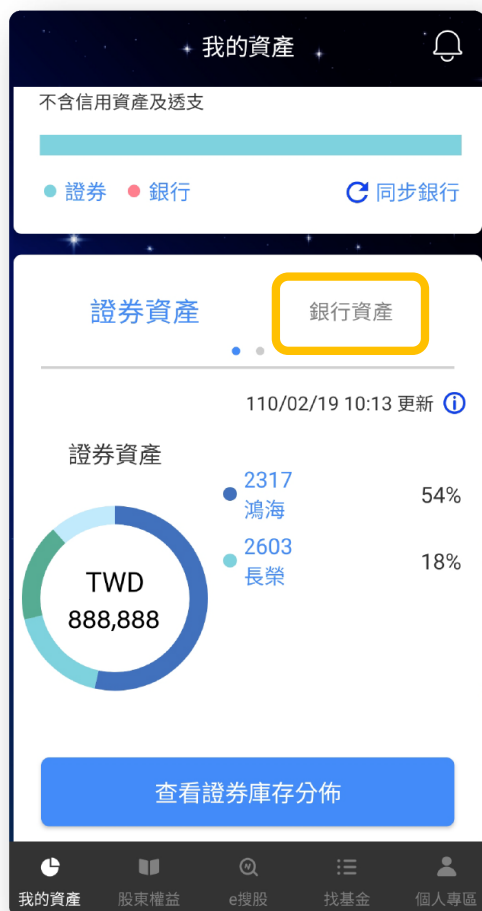 我的資產
不含信用資產及透支
證券 銀行 同步銀行
證券資產 銀行資產
110/02/19 10:13 更新
證券資產
2317
鴻海
54%
2603
長榮
18%
TWD
888,888
查看證券庫存分佈
我的資產 股東權益 e搜股 找基金 個人專區